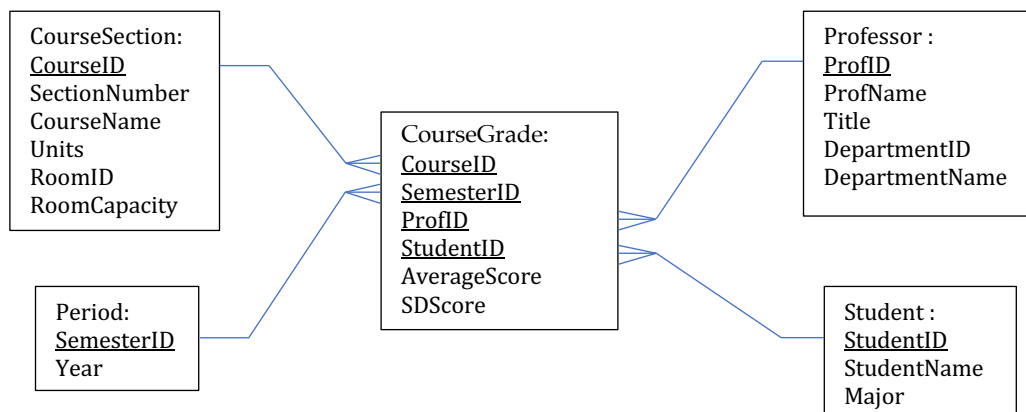 CourseSection:
CourseID
SectionNumber
CourseName
Units
RoomID
RoomCapacity
Period:
SemesterID
Year
CourseGrade:
CourseID
SemesterID
ProfID
StudentID
AverageScore
SDScore
Professor :
ProfID
ProfName
Title
DepartmentID
DepartmentName
Student :
StudentID
StudentName
Major